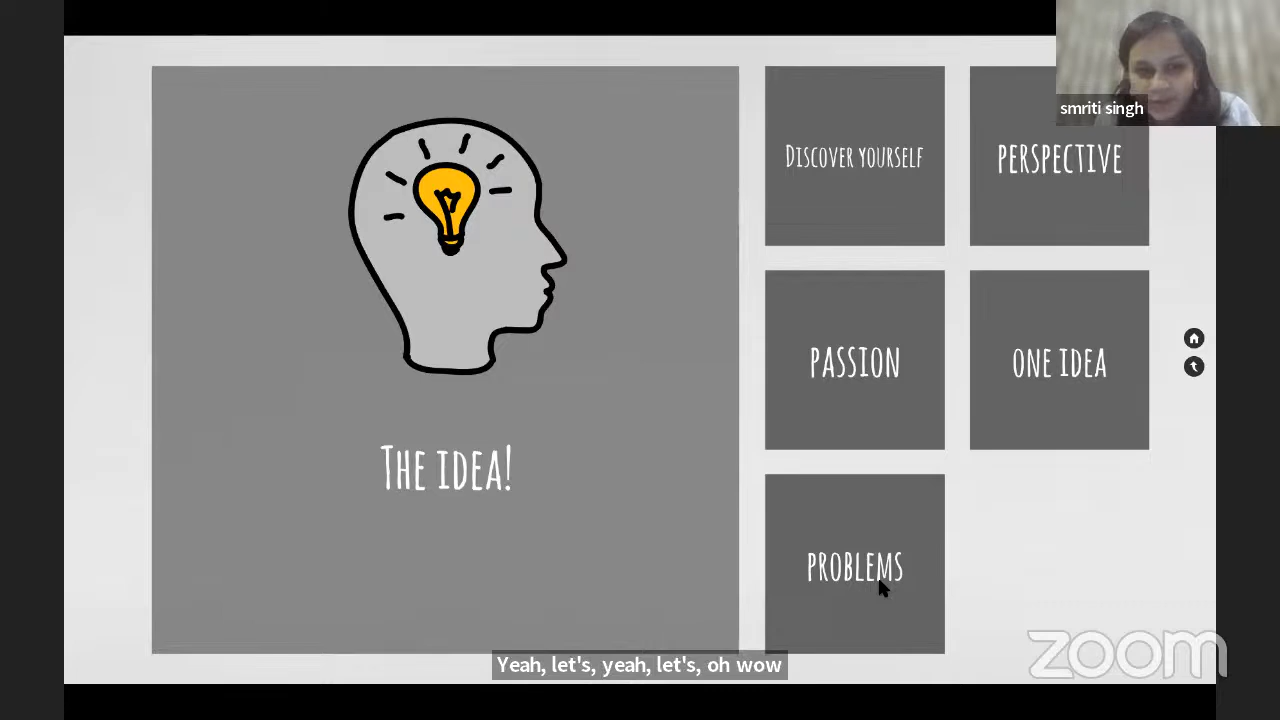 smriti singh
Discover yourself
PERSPECTIVE
PASSION
ONE IDEA
The idea!
PROBLEMS
zoom
Yeah, let's, yeah, let's, oh wow